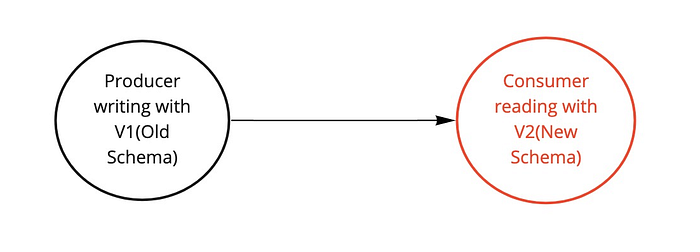 Producer
writing with
V1(Old
Schema)
Consumer
reading with
V2(New
Schema)